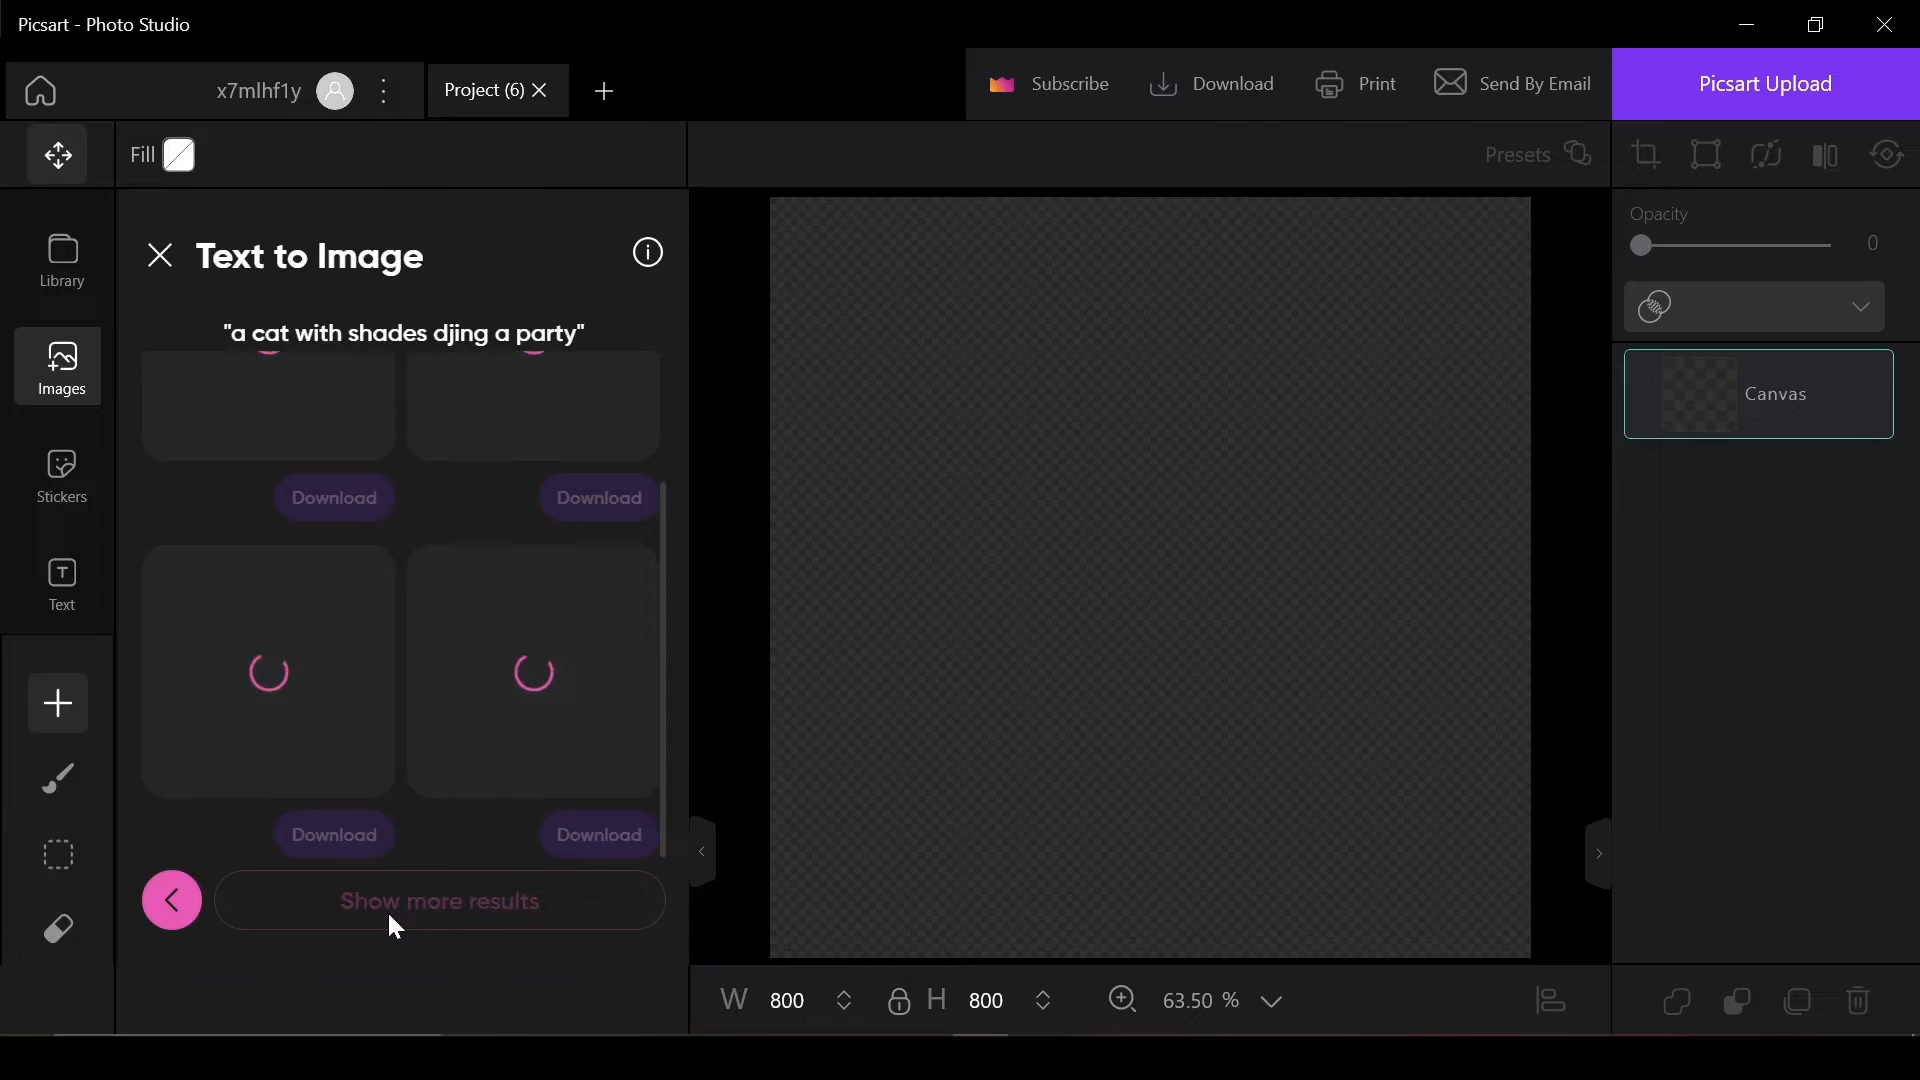 Picsart - Photo Studio
x7mlhf1y
Project (6)
Subscribe
Download
Print
Send By Email
Picsart Upload
Fill
Presets
Text to Image
"a cat with shades djing a party"
Library
Images
Stickers
Text
Download
Download
Download
Download
Show more results
Opacity
0
Canvas
W 800
H 800
63.50 %